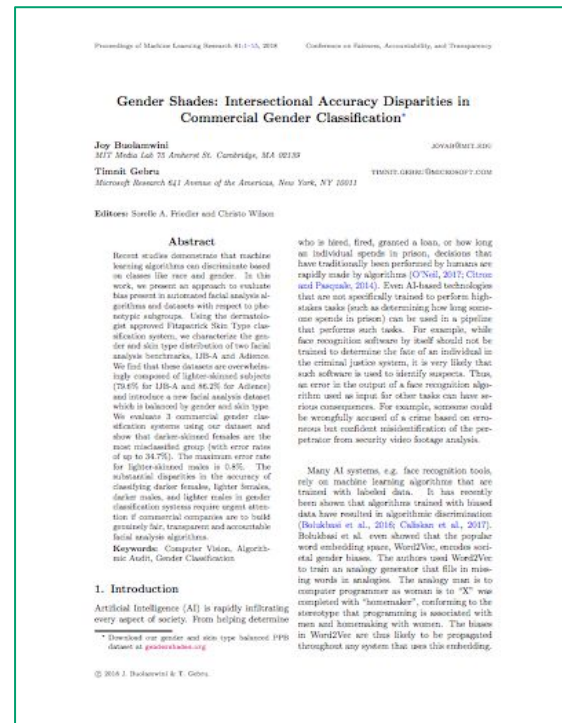 Proceedings of Machine Learning Research 81:1–15, 2018 Conference on Fairness, Accountability, and Transparency
Gender Shades: Intersectional Accuracy Disparities in
Commercial Gender Classification*
Joy Buolamwini JOYAB@MIT.EDU
MIT Media Lab 75 Amherst St. Cambridge, MA 02139
Timnit Gebru TIMNIT.GEBRU@MICROSOFT.COM
Microsoft Research 641 Avenue of the Americas, New York, NY 10011
Editors: Sorelle A. Friedler and Christo Wilson
Abstract
Recent studies demonstrate that machine
learning algorithms can discriminate based
on classes like race and gender. In this
work, we present an approach to evaluate
bias present in automated facial analysis al-
gorithms and datasets with respect to phe-
notypic subgroups. Using the dermatolo-
gist approved Fitzpatrick Skin Type clas-
sification system, we characterize the gen-
der and skin type distribution of two facial
analysis benchmarks, IJB-A and Adience.
We find that these datasets are overwhelm-
ingly composed of lighter-skinned subjects
(79.6% for IJB-A and 86.2% for Adience)
and introduce a new facial analysis dataset
which is balanced by gender and skin type.
We evaluate 3 commercial gender clas-
sification systems using our dataset and
show that darker-skinned females are the
most misclassified group (with error rates
of up to 34.7%). The maximum error rate
for lighter-skinned males is 0.8%. The
substantial disparities in the accuracy of
classifying darker females, lighter females,
darker males, and lighter males in gender
classification systems require urgent atten-
tion if commercial companies are to build
genuinely fair, transparent and accountable
facial analysis algorithms.
Keywords: Computer Vision, Algorith-
mic Audit, Gender Classification
1. Introduction
Artificial Intelligence (AI) is rapidly infiltrating
every aspect of society. From helping determine
* Download our gender and skin type balanced PPB
dataset at gendershades.org
who is hired, fired, granted a loan, or how long
an individual spends in prison, decisions that
have traditionally been performed by humans are
rapidly made by algorithms (O'Neil, 2017; Citron
and Pasquale, 2014). Even AI-based technologies
that are not specifically trained to perform high-
stakes tasks (such as determining how long some-
one spends in prison) can be used in a pipeline
that performs such tasks. For example, while
face recognition software by itself should not be
trained to determine the fate of an individual in
the criminal justice system, it is very likely that
such software is used to identify suspects. Thus,
an error in the output of a face recognition algo-
rithm used as input for other tasks can have se-
rious consequences. For example, someone could
be wrongfully accused of a crime based on erro-
neous but confident misidentification of the per-
petrator from security video footage analysis.
Many AI systems, e.g. face recognition tools,
rely on machine learning algorithms that are
trained with labeled data. It has recently
been shown that algorithms trained with biased
data have resulted in algorithmic discrimination
(Bolukbasi et al., 2016; Caliskan et al., 2017).
Bolukbasi et al. even showed that the popular
word embedding space, Word2Vec, encodes soci-
etal gender biases. The authors used Word2Vec
to train an analogy generator that fills in miss-
ing words in analogies. The analogy man is to
computer programmer as woman is to "X" was
completed with "homemaker", conforming to the
stereotype that programming is associated with
men and homemaking with women. The biases
in Word2Vec are thus likely to be propagated
throughout any system that uses this embedding.
© 2018 J. Buolamwini & T. Gebru.